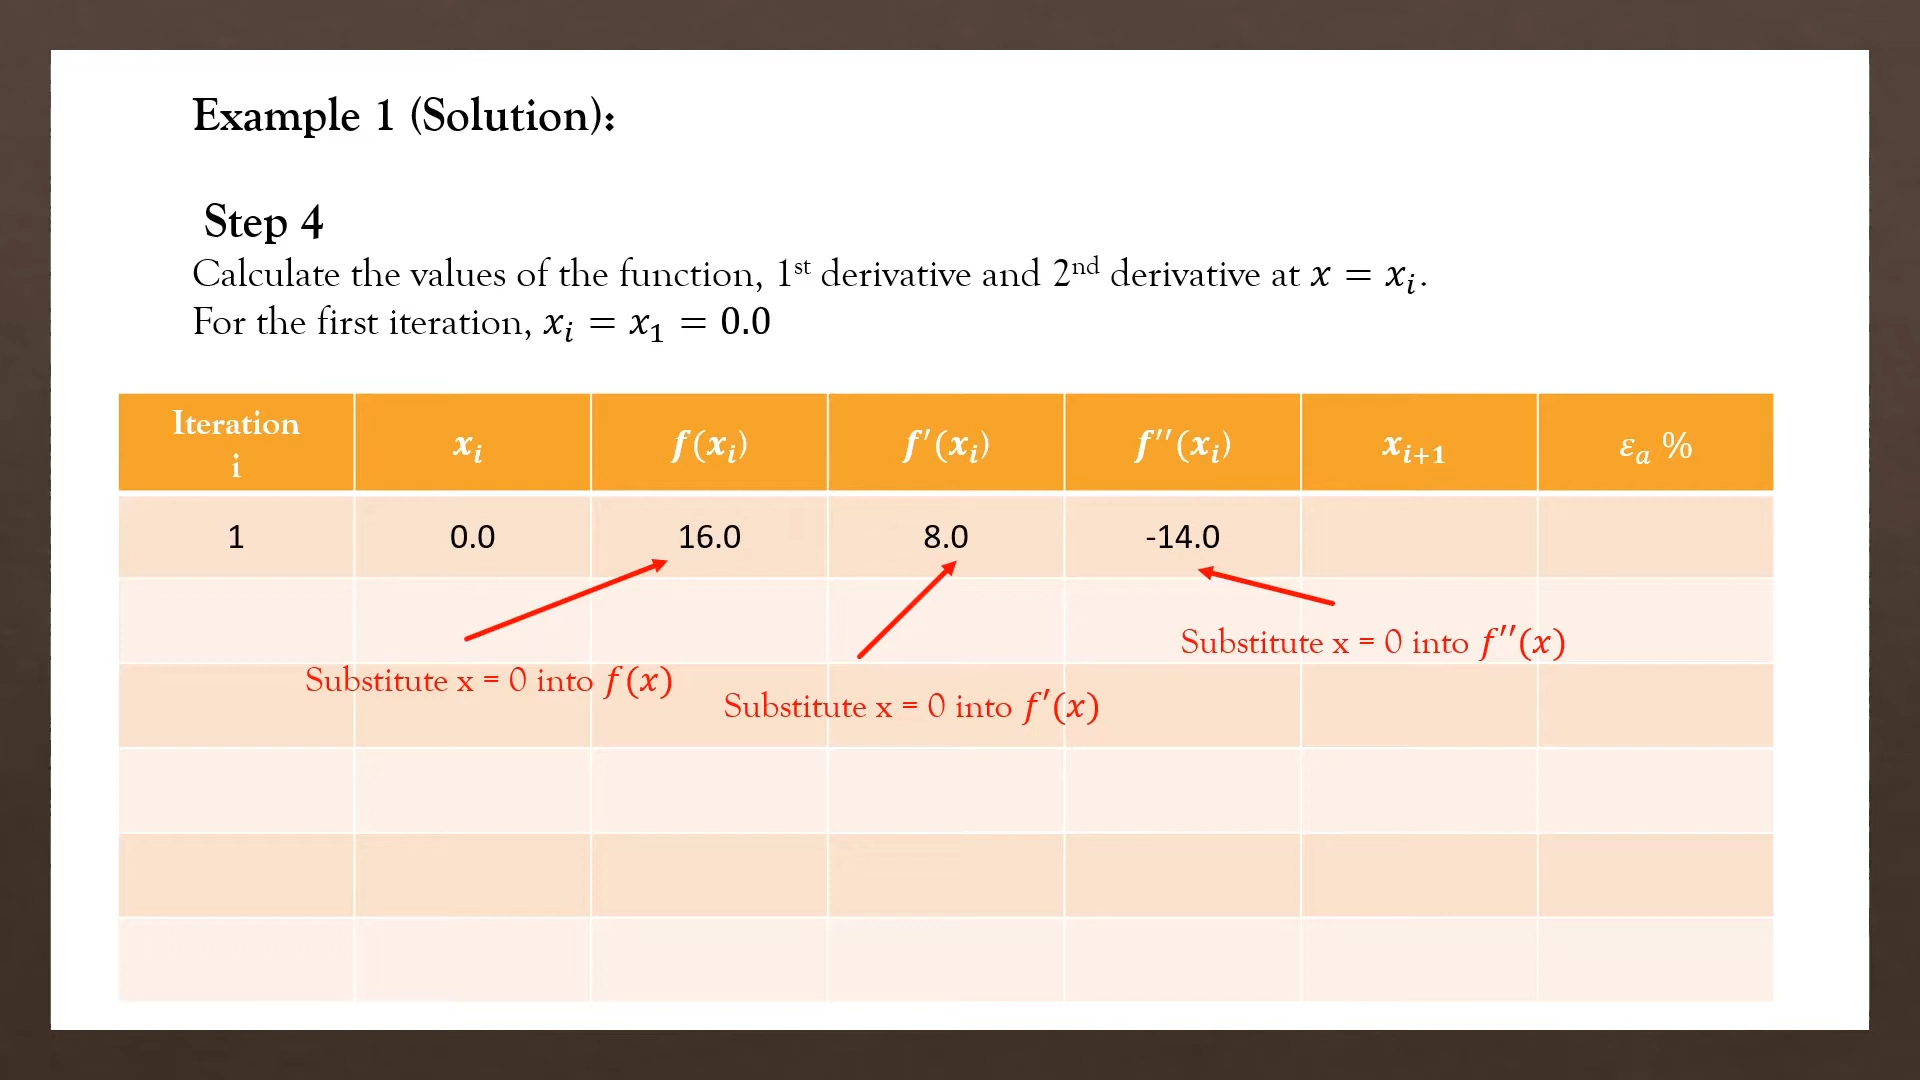 Example 1 (Solution):
Step 4
Calculate the values of the function, 1st derivative and 2nd derivative at x = xᵢ.
For the first iteration, xᵢ = x₁ = 0.0
Iteration i xᵢ f(xᵢ) f′(xᵢ) f′′(xᵢ) xᵢ₊₁ εₐ %
1 0.0 16.0 8.0 -14.0
Substitute x = 0 into f′′(x)
Substitute x = 0 into f(x)
Substitute x = 0 into f′(x)